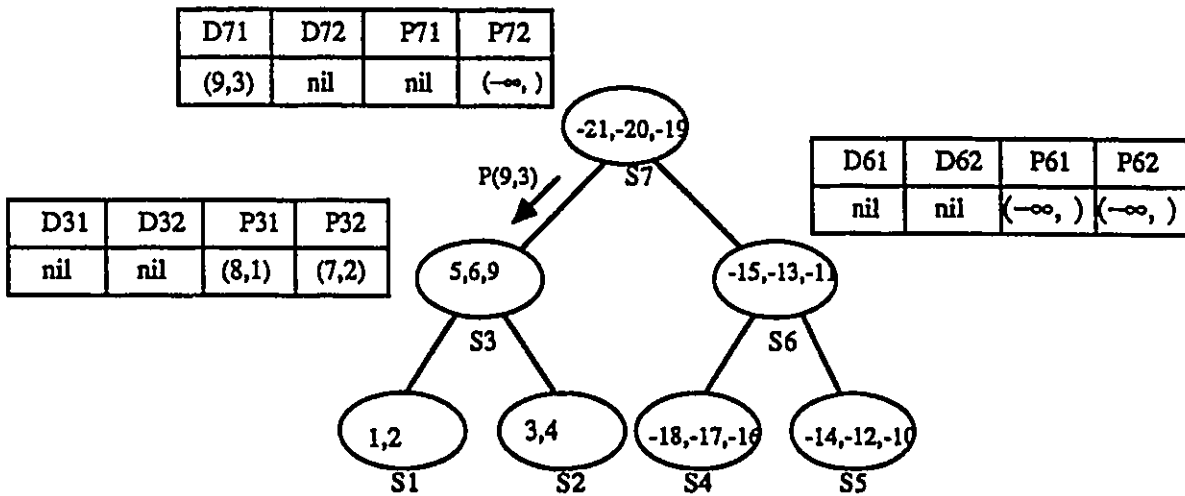 D71 D72 P71 P72
(9,3) nil nil (−∞, )
-21,-20,-19
S7
P(9,3)
D61 D62 P61 P62
nil nil (−∞, ) (−∞, )
D31 D32 P31 P32
nil nil (8,1) (7,2)
5,6,9
-15,-13,-11
S3
S6
1,2
3,4
-18,-17,-16
-14,-12,-10
S1
S2
S4
S5